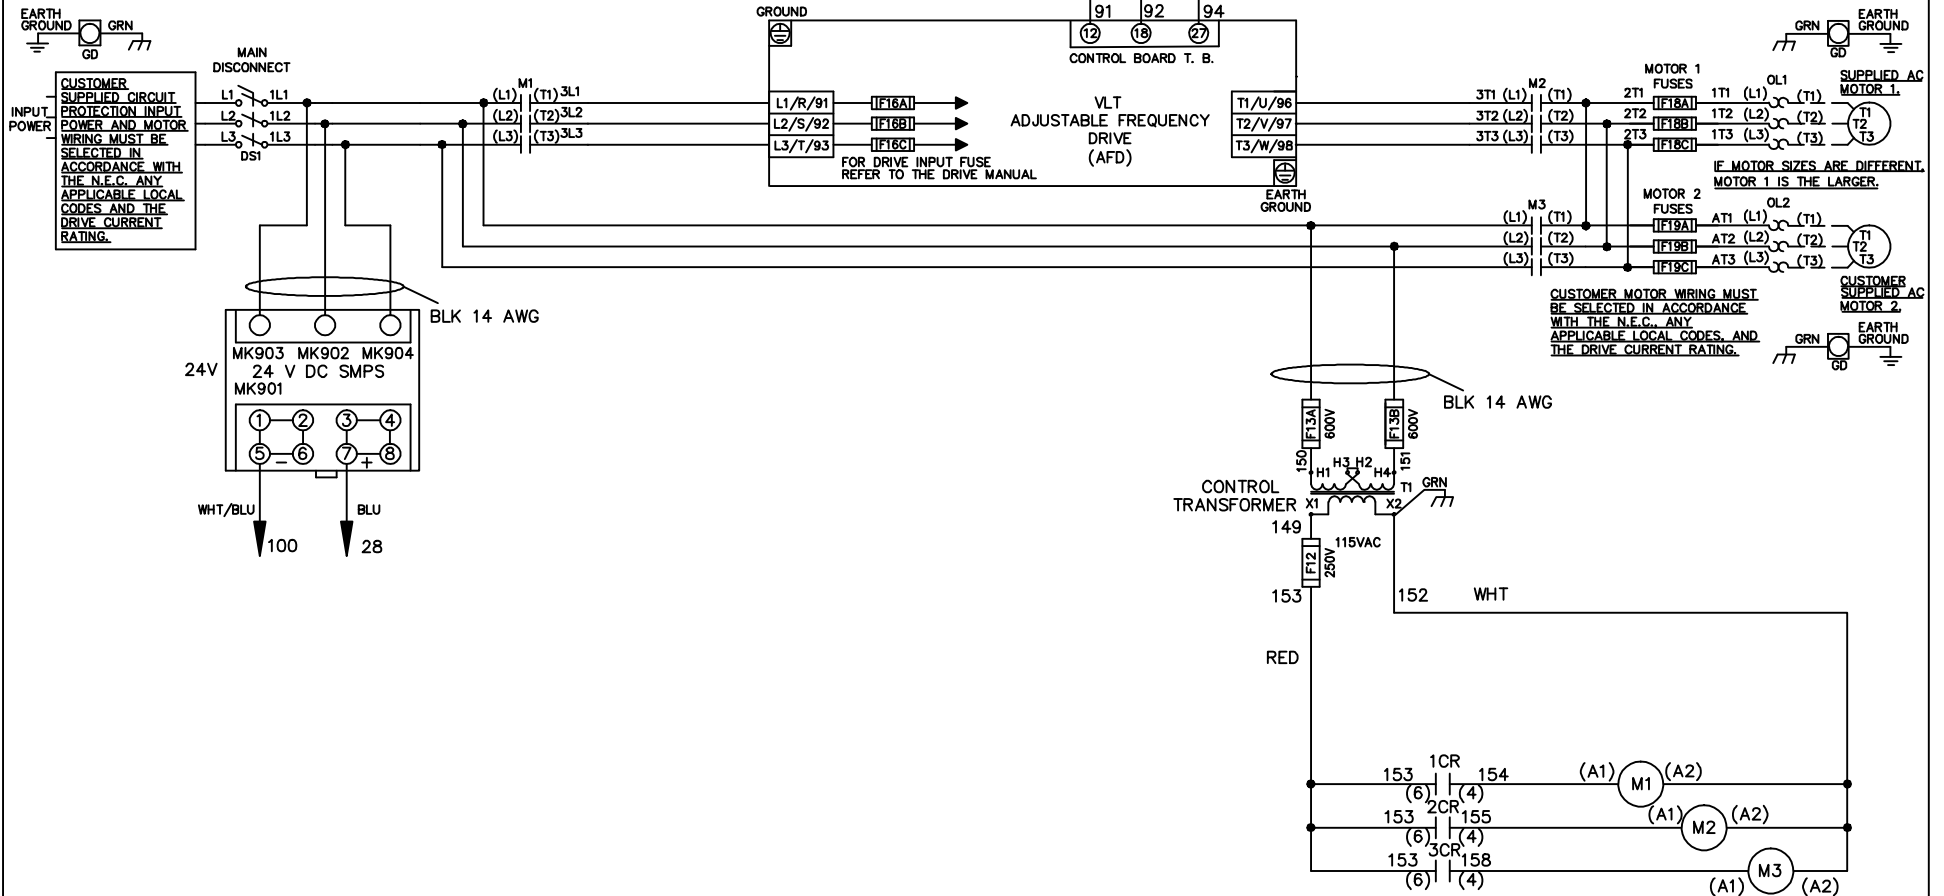 EARTH
GROUND
GRN
GD
MAIN
DISCONNECT
INPUT
POWER
CUSTOMER
SUPPLIED CIRCUIT
PROTECTION INPUT
POWER AND MOTOR
WIRING MUST BE
SELECTED IN
ACCORDANCE WITH
THE N.E.C. ANY
APPLICABLE LOCAL
CODES AND THE
DRIVE CURRENT
RATING.
L1 1L1
L2 1L2
L3 1L3
DS1
M1
(L1) (T1) 3L1
(L2) (T2) 3L2
(L3) (T3) 3L3
GROUND
91 92 94
12 18 27
CONTROL BOARD T. B.
L1/R/91 F16A
L2/S/92 F16B
L3/T/93 F16C
FOR DRIVE INPUT FUSE
REFER TO THE DRIVE MANUAL
VLT
ADJUSTABLE FREQUENCY
DRIVE
(AFD)
T1/U/96
T2/V/97
T3/W/98
EARTH
GROUND
M2
3T1 (L1) (T1)
3T2 (L2) (T2)
3T3 (L3) (T3)
MOTOR 1
FUSES
2T1 F18A 1T1 (L1) (T1)
2T2 F18B 1T2 (L2) (T2)
2T3 F18C 1T3 (L3) (T3)
OL1
GRN
GD
EARTH
GROUND
SUPPLIED AC
MOTOR 1.
T1
T2
T3
IF MOTOR SIZES ARE DIFFERENT,
MOTOR 1 IS THE LARGER.
M3
(L1) (T1)
(L2) (T2)
(L3) (T3)
MOTOR 2
FUSES
F19A AT1 (L1) (T1)
F19B AT2 (L2) (T2)
F19C AT3 (L3) (T3)
OL2
T1
T2
T3
CUSTOMER
SUPPLIED AC
MOTOR 2.
CUSTOMER MOTOR WIRING MUST
BE SELECTED IN ACCORDANCE
WITH THE N.E.C., ANY
APPLICABLE LOCAL CODES, AND
THE DRIVE CURRENT RATING.
GRN
GD
EARTH
GROUND
BLK 14 AWG
MK903 MK902 MK904
24V
24 V DC SMPS
MK901
1 2 3 4
5 - 6 7 + 8
WHT/BLU
BLU
100
28
BLK 14 AWG
F13A
600V
F13B
600V
150
151
H1 H3 H2 H4
T1
GRN
CONTROL
TRANSFORMER
X1 X2
149
115VAC
F12
250V
153
152
WHT
RED
1CR
153 154 (A1) M1 (A2)
(6) (4)
2CR
153 155 (A1) M2 (A2)
(6) (4)
3CR
153 158 M3
(6) (4) (A1) (A2)